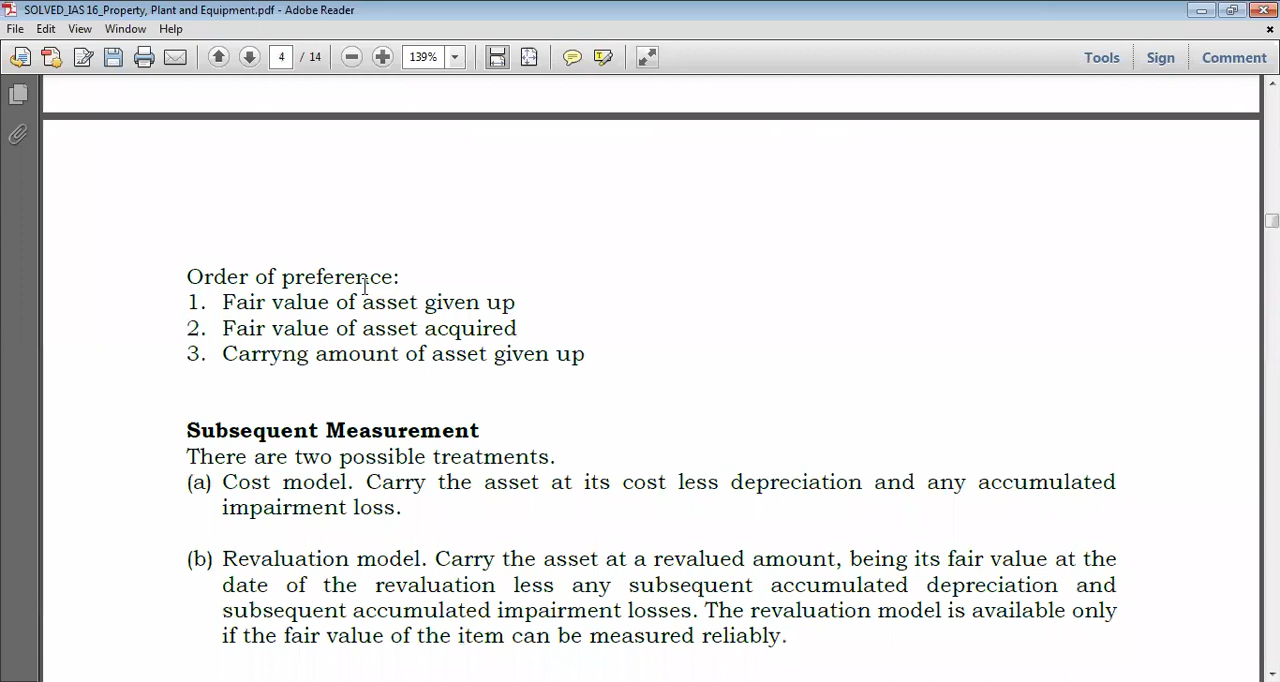 SOLVED_IAS 16_Property, Plant and Equipment.pdf - Adobe Reader
File Edit View Window Help
4 / 14 139% Tools Sign Comment
Order of preference:
1. Fair value of asset given up
2. Fair value of asset acquired
3. Carryng amount of asset given up
Subsequent Measurement
There are two possible treatments.
(a) Cost model. Carry the asset at its cost less depreciation and any accumulated
impairment loss.
(b) Revaluation model. Carry the asset at a revalued amount, being its fair value at the
date of the revaluation less any subsequent accumulated depreciation and
subsequent accumulated impairment losses. The revaluation model is available only
if the fair value of the item can be measured reliably.